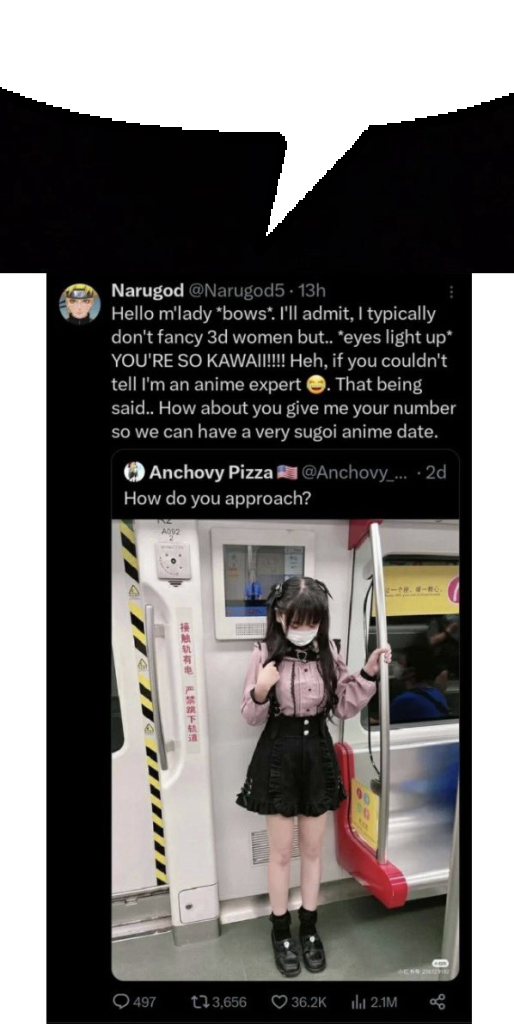 Narugod @Narugod5 · 13h
Hello m'lady *bows*. I'll admit, I typically
don't fancy 3d women but.. *eyes light up*
YOU'RE SO KAWAII!!!! Heh, if you couldn't
tell I'm an anime expert 😅. That being
said.. How about you give me your number
so we can have a very sugoi anime date.
Anchovy Pizza 🇺🇸 @Anchovy_... · 2d
How do you approach?
A092
2
接触轨有电 严禁跳下轨道
497 3,656 36.2K 2.1M